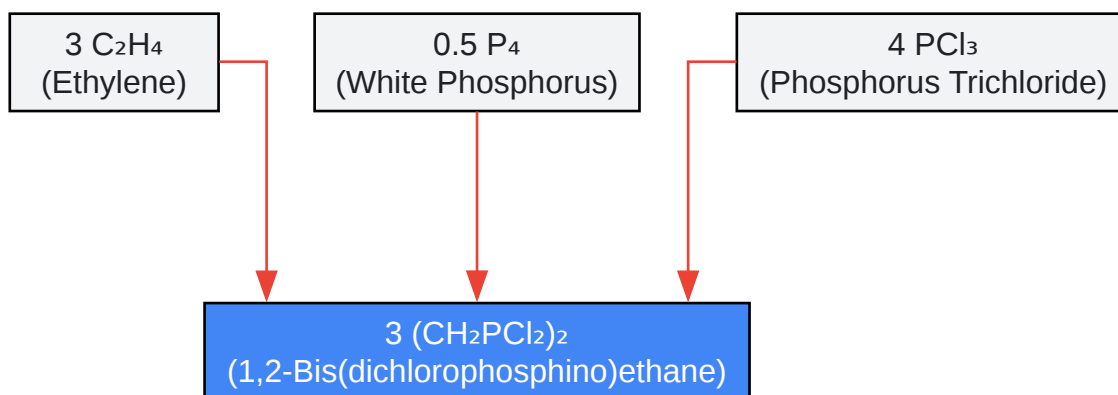 3 C₂H₄
(Ethylene)
0.5 P₄
(White Phosphorus)
4 PCl₃
(Phosphorus Trichloride)
3 (CH₂PCl₂)₂
(1,2-Bis(dichlorophosphino)ethane)